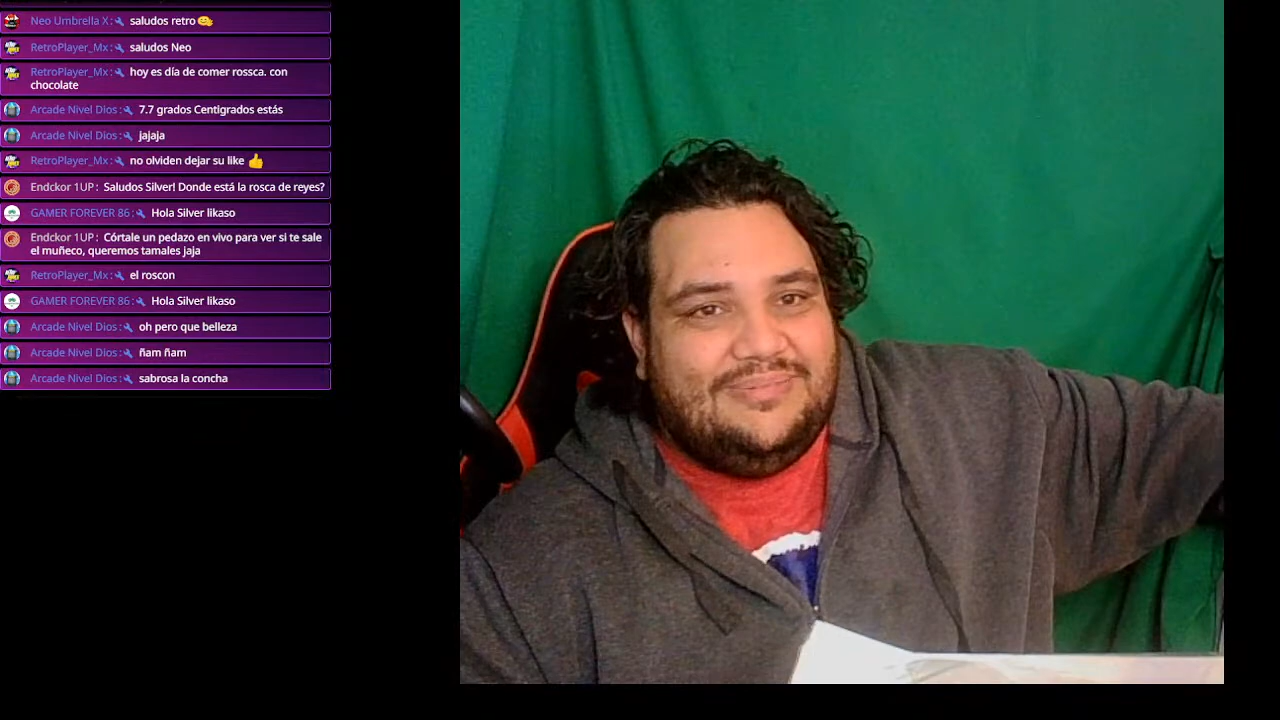 Neo Umbrella X: saludos retro
RetroPlayer_Mx: saludos Neo
RetroPlayer_Mx: hoy es día de comer rossca. con
chocolate
Arcade Nivel Dios: 7.7 grados Centigrados estás
Arcade Nivel Dios: jajaja
RetroPlayer_Mx: no olviden dejar su like 👍
Endckor 1UP: Saludos Silver! Donde está la rosca de reyes?
GAMER FOREVER 86: Hola Silver likaso
Endckor 1UP: Córtale un pedazo en vivo para ver si te sale
el muñeco, queremos tamales jaja
RetroPlayer_Mx: el roscon
GAMER FOREVER 86: Hola Silver likaso
Arcade Nivel Dios: oh pero que belleza
Arcade Nivel Dios: ñam ñam
Arcade Nivel Dios: sabrosa la concha